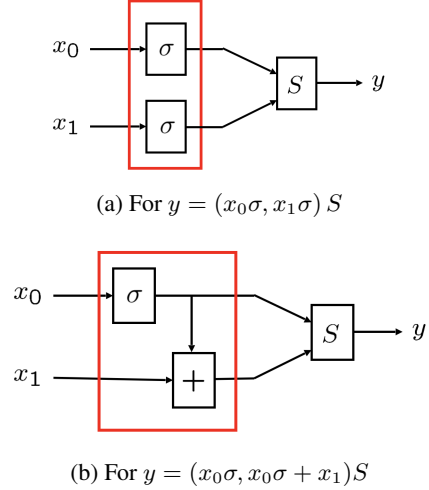 x₀ σ
S y
x₁ σ
(a) For y = (x₀σ, x₁σ) S
x₀ σ
S y
x₁ +
(b) For y = (x₀σ, x₀σ + x₁)S